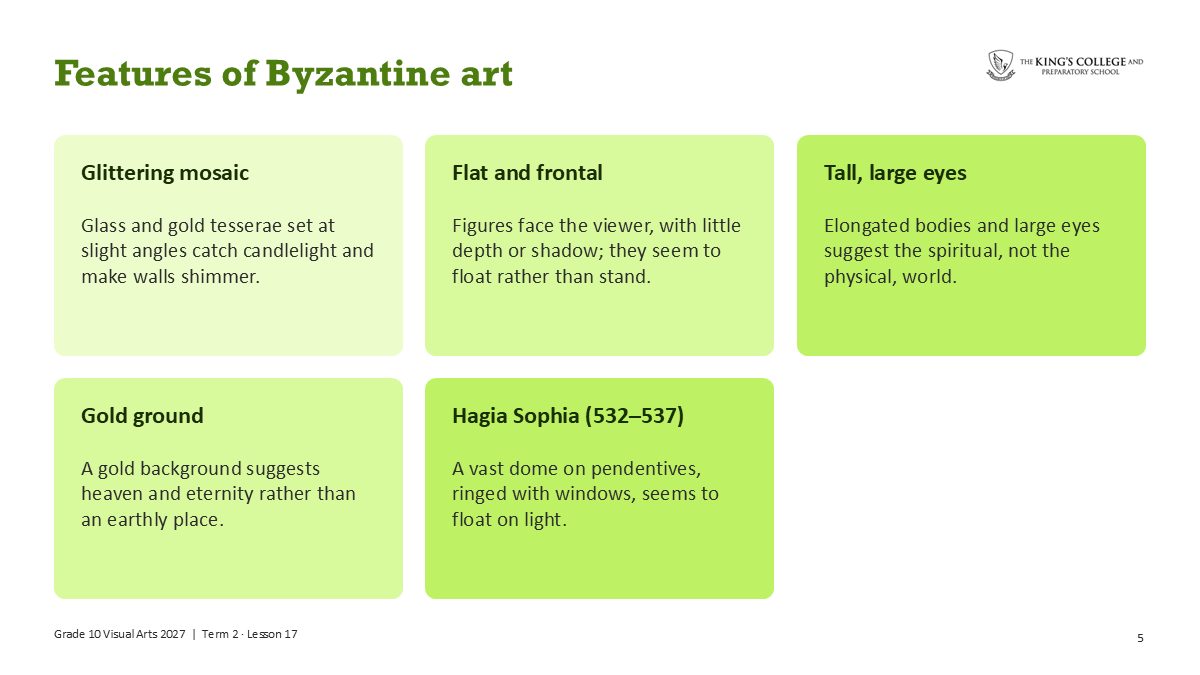 Features of Byzantine art
THE KING'S COLLEGE AND
PREPARATORY SCHOOL
Glittering mosaic
Glass and gold tesserae set at
slight angles catch candlelight and
make walls shimmer.
Flat and frontal
Figures face the viewer, with little
depth or shadow; they seem to
float rather than stand.
Tall, large eyes
Elongated bodies and large eyes
suggest the spiritual, not the
physical, world.
Gold ground
A gold background suggests
heaven and eternity rather than
an earthly place.
Hagia Sophia (532–537)
A vast dome on pendentives,
ringed with windows, seems to
float on light.
Grade 10 Visual Arts 2027 | Term 2 · Lesson 17
5